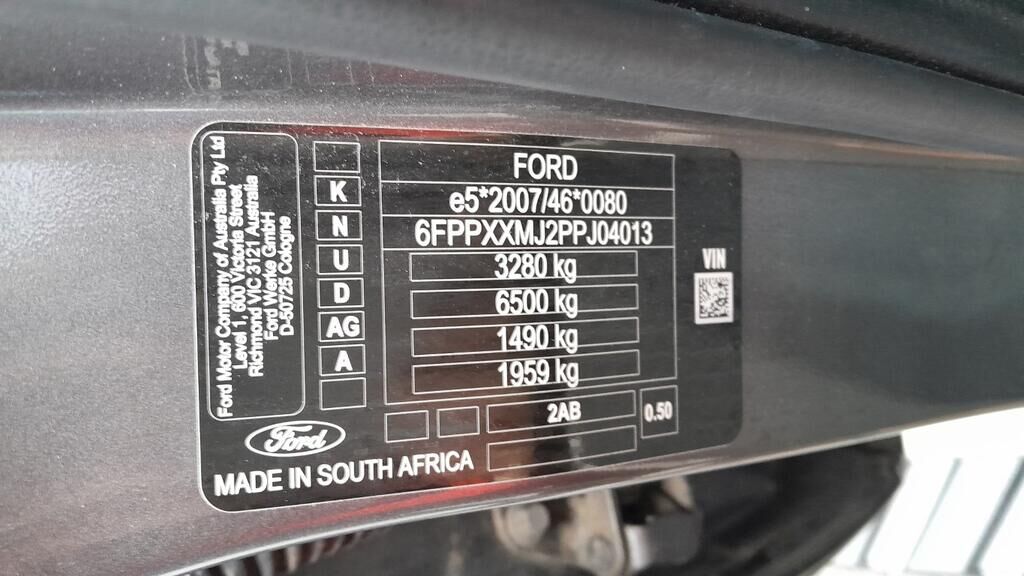 Ford Motor Company of Australia Pty Ltd
Level 1, 600 Victoria Street
Richmond VIC 3121 Australia
Ford Werke GmbH
D-50725 Cologne
K
N
U
D
AG
A
FORD
e5*2007/46*0080
6FPPXXMJ2PPJ04013
3280 kg
6500 kg
1490 kg
1959 kg
2AB
0.50
VIN
Ford
MADE IN SOUTH AFRICA